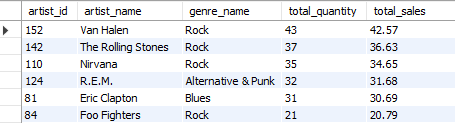 artist_id artist_name genre_name total_quantity total_sales
152 Van Halen Rock 43 42.57
142 The Rolling Stones Rock 37 36.63
110 Nirvana Rock 35 34.65
124 R.E.M. Alternative & Punk 32 31.68
81 Eric Clapton Blues 31 30.69
84 Foo Fighters Rock 21 20.79